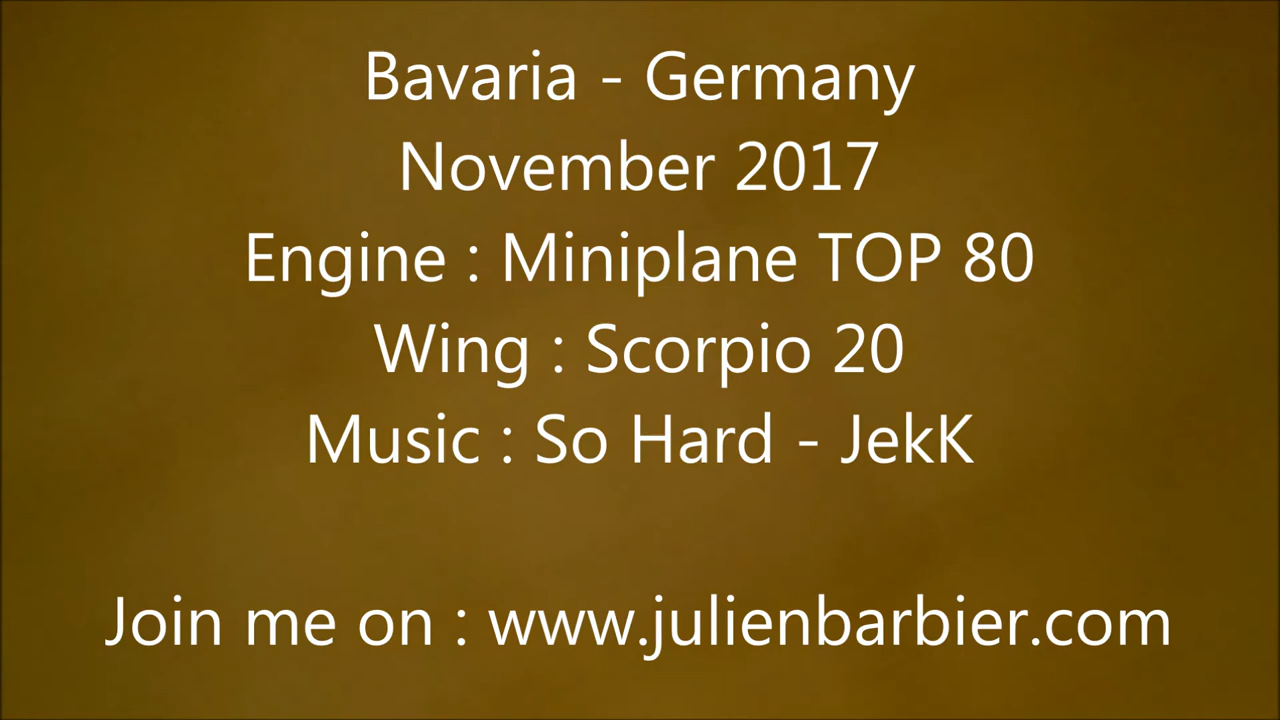 Bavaria - Germany
November 2017
Engine : Miniplane TOP 80
Wing : Scorpio 20
Music : So Hard - JekK
Join me on : www.julienbarbier.com